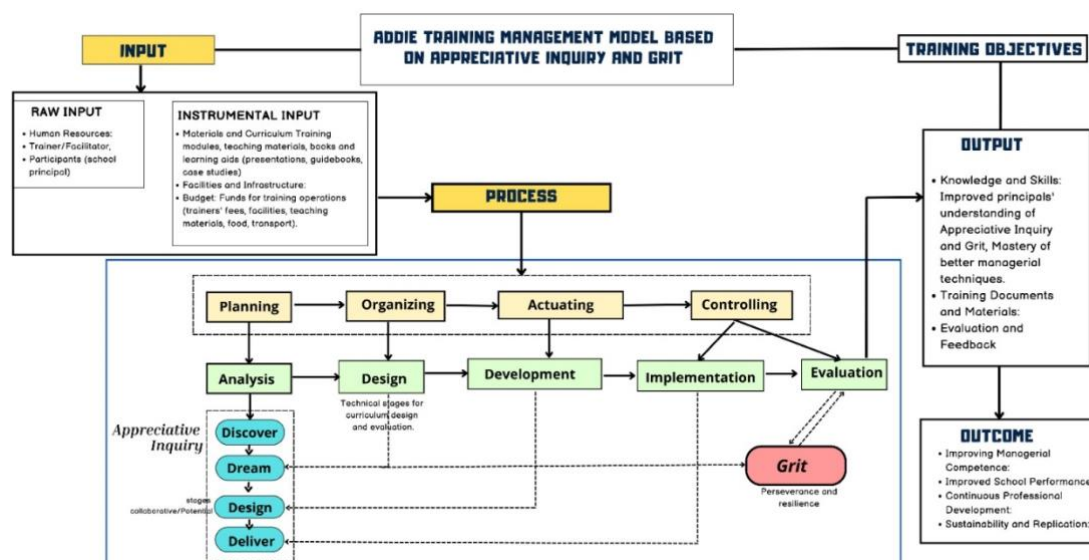 ADDIE TRAINING MANAGEMENT MODEL BASED
ON APPRECIATIVE INQUIRY AND GRIT
INPUT
TRAINING OBJECTIVES
RAW INPUT
• Human Resources:
• Trainer/Facilitator,
• Participants (school
principal)
INSTRUMENTAL INPUT
• Materials and Curriculum Training
modules, teaching materials, books and
learning aids (presentations, guidebooks,
case studies)
• Facilities and Infrastructure:
• Budget: Funds for training operations
(trainers' fees, facilities, teaching
materials, food, transport).
PROCESS
OUTPUT
• Knowledge and Skills:
Improved principals'
understanding of
Appreciative Inquiry
and Grit, Mastery of
better managerial
techniques.
• Training Documents
and Materials:
• Evaluation and
Feedback
Planning
Organizing
Actuating
Controlling
Analysis
Design
Development
Implementation
Evaluation
Technical stages for
curriculum design
and evaluation.
Appreciative
Inquiry
Discover
Dream
stages
collaborative/Potential
Design
Deliver
Grit
Perseverance and
resilience
OUTCOME
• Improving Managerial
Competence:
• Improved School Performance
• Continuous Professional
Development:
• Sustainability and Replication: